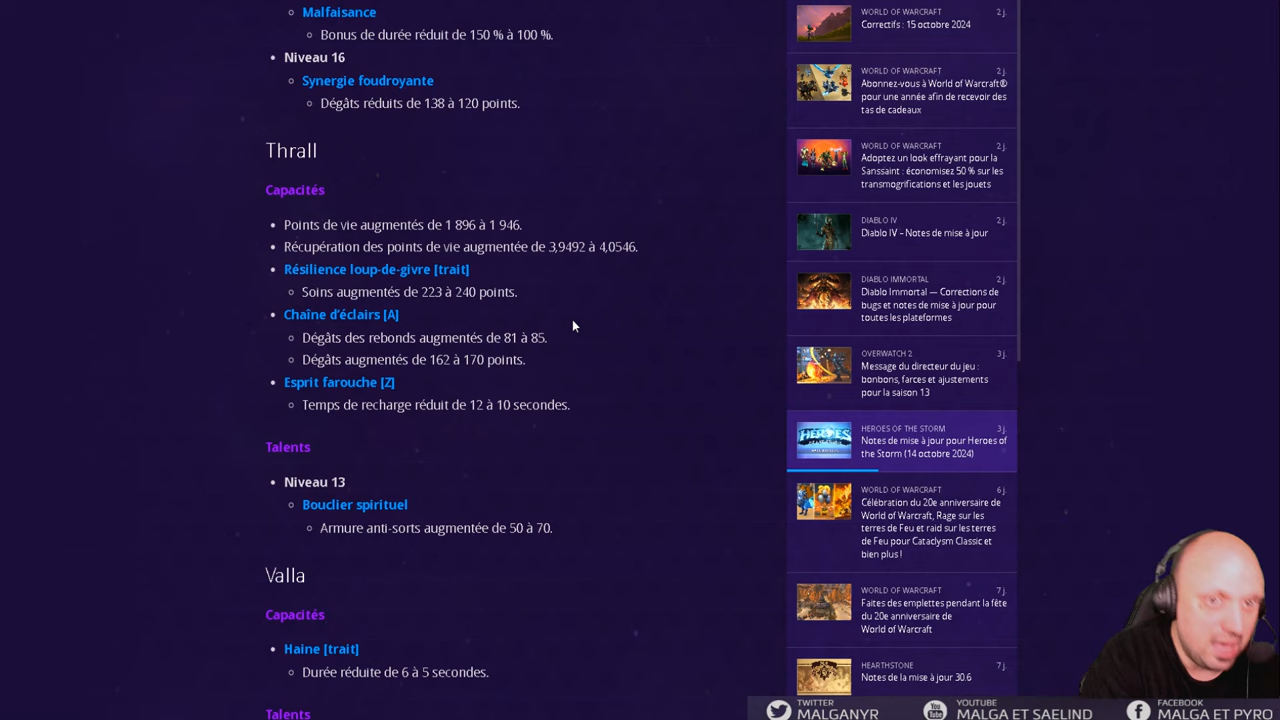 Malfaisance
Bonus de durée réduit de 150 % à 100 %.
Niveau 16
Synergie foudroyante
Dégâts réduits de 138 à 120 points.
Thrall
Capacités
Points de vie augmentés de 1 896 à 1 946.
Récupération des points de vie augmentée de 3,9492 à 4,0546.
Résilience loup-de-givre [trait]
Soins augmentés de 223 à 240 points.
Chaîne d’éclairs [A]
Dégâts des rebonds augmentés de 81 à 85.
Dégâts augmentés de 162 à 170 points.
Esprit farouche [Z]
Temps de recharge réduit de 12 à 10 secondes.
Talents
Niveau 13
Bouclier spirituel
Armure anti-sorts augmentée de 50 à 70.
Valla
Capacités
Haine [trait]
Durée réduite de 6 à 5 secondes.
Talents
WORLD OF WARCRAFT 2 j.
Correctifs : 15 octobre 2024
WORLD OF WARCRAFT 2 j.
Abonnez-vous à World of Warcraft®
pour une année afin de recevoir des
tas de cadeaux
WORLD OF WARCRAFT 2 j.
Adoptez un look effrayant pour la
Sanssaint : économisez 50 % sur les
transmogrifications et les jouets
DIABLO IV 2 j.
Diablo IV – Notes de mise à jour
DIABLO IMMORTAL 2 j.
Diablo Immortal — Corrections de
bugs et notes de mise à jour pour
toutes les plateformes
OVERWATCH 2 3 j.
Message du directeur du jeu :
bonbons, farces et ajustements
pour la saison 13
HEROES OF THE STORM 3 j.
Notes de mise à jour pour Heroes of
the Storm (14 octobre 2024)
HEROES
WORLD OF WARCRAFT 6 j.
Célébration du 20e anniversaire de
World of Warcraft, Rage sur les
terres de Feu et raid sur les terres
de Feu pour Cataclysm Classic et
bien plus !
WORLD OF WARCRAFT 7 j.
Faites des emplettes pendant la fête
du 20e anniversaire de
World of Warcraft
HEARTHSTONE 7 j.
Notes de la mise à jour 30.6
TWITTER
MALGANYR
YOUTUBE
MALGA ET SAELIND
FACEBOOK
MALGA ET PYRO